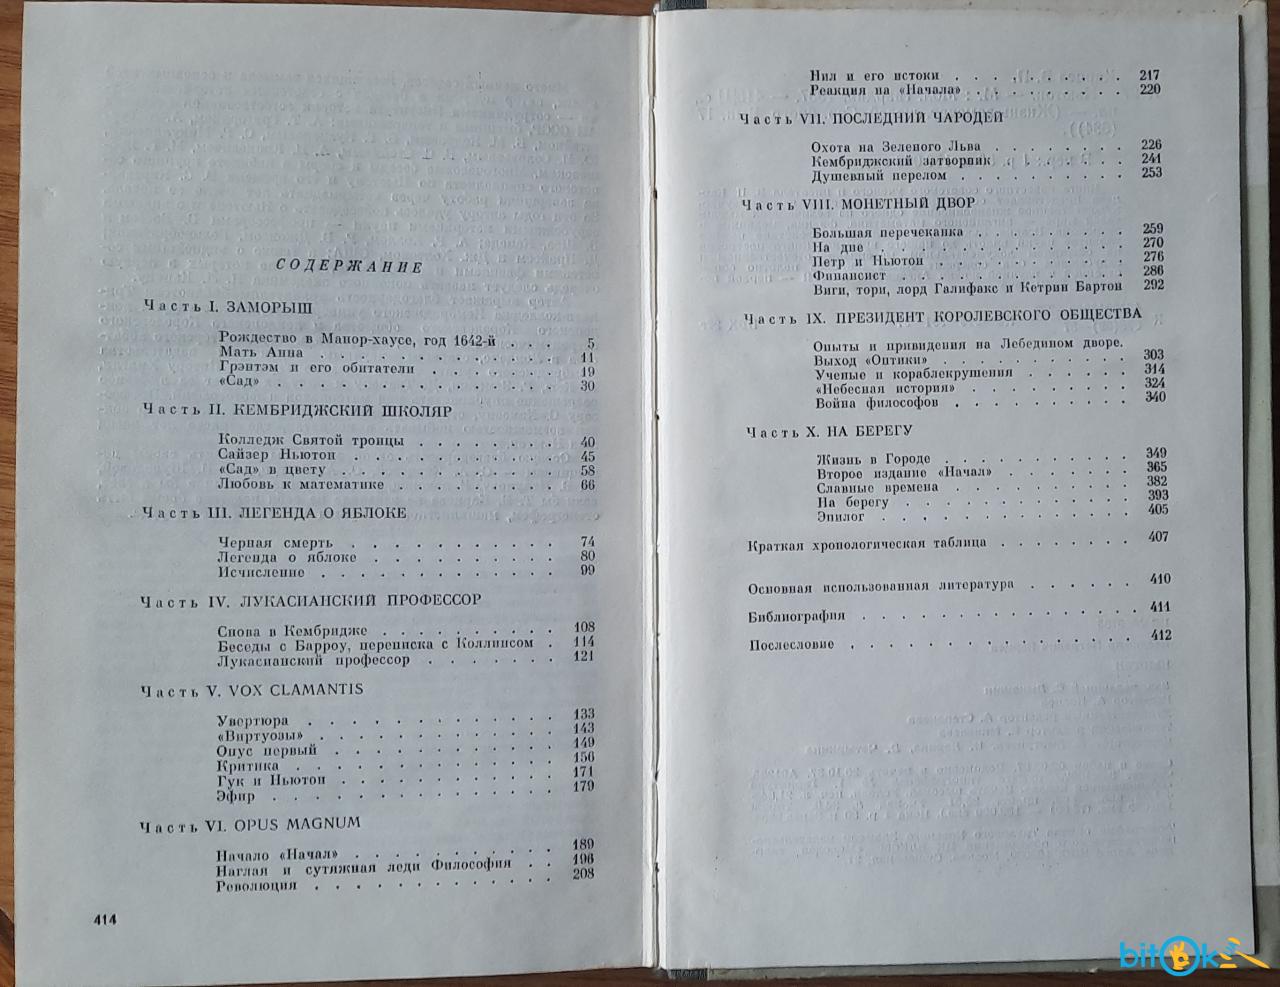 СОДЕРЖАНИЕ
Часть I. ЗАМОРЫШ
Рождество в Манор-хаусе, год 1642-й . . . 5
Мать Анна . . . . . . . . . . . 11
Грэнтэм и его обитатели . . . . . . 19
«Сад» . . . . . . . . . . . . . 30
Часть II. КЕМБРИДЖСКИЙ ШКОЛЯР
Колледж Святой троицы . . . . . . . 40
Сайзер Ньютон . . . . . . . . . . 45
«Сад» в цвету . . . . . . . . . . 58
Любовь к математике . . . . . . . . 66
Часть III. ЛЕГЕНДА О ЯБЛОКЕ
Черная смерть . . . . . . . . . . 74
Легенда о яблоке . . . . . . . . . 80
Исчисление . . . . . . . . . . . 99
Часть IV. ЛУКАСИАНСКИЙ ПРОФЕССОР
Снова в Кембридже . . . . . . . . . 108
Беседы с Барроу, переписка с Коллинсом . 114
Лукасианский профессор . . . . . . . 121
Часть V. VOX CLAMANTIS
Увертюра . . . . . . . . . . . 133
«Виртуозы» . . . . . . . . . . . 143
Опус первый . . . . . . . . . . 149
Критика . . . . . . . . . . . . 156
Гук и Ньютон . . . . . . . . . . 171
Эфир . . . . . . . . . . . . . 179
Часть VI. OPUS MAGNUM
Начало «Начал» . . . . . . . . . . 189
Наглая и сутяжная леди Философия . . 196
Революция . . . . . . . . . . . 208
414
Нил и его истоки . . . . . . . . . 217
Реакция на «Начала» . . . . . . . . 220
Часть VII. ПОСЛЕДНИЙ ЧАРОДЕЙ
Охота на Зеленого Льва . . . . . . . 226
Кембриджский затворник . . . . . . 241
Душевный перелом . . . . . . . . . 253
Часть VIII. МОНЕТНЫЙ ДВОР
Большая перечеканка . . . . . . . . 259
На дне . . . . . . . . . . . . 270
Петр и Ньютон . . . . . . . . . . 276
Финансист . . . . . . . . . . . 286
Виги, тори, лорд Галифакс и Кетрин Бартон 292
Часть IX. ПРЕЗИДЕНТ КОРОЛЕВСКОГО ОБЩЕСТВА
Опыты и привидения на Лебедином дворе.
Выход «Оптики» . . . . . . . . . . 303
Ученые и кораблекрушения . . . . . . 314
«Небесная история» . . . . . . . . 324
Война философов . . . . . . . . . 340
Часть X. НА БЕРЕГУ
Жизнь в Городе . . . . . . . . . . 349
Второе издание «Начал» . . . . . . . 365
Славные времена . . . . . . . . . 382
На берегу . . . . . . . . . . . 393
Эпилог . . . . . . . . . . . . 405
Краткая хронологическая таблица . . . . . . . . 407
Основная использованная литература . . . . . . 410
Библиография . . . . . . . . . . . . . . 411
Послесловие . . . . . . . . . . . . . . 412
bitOk